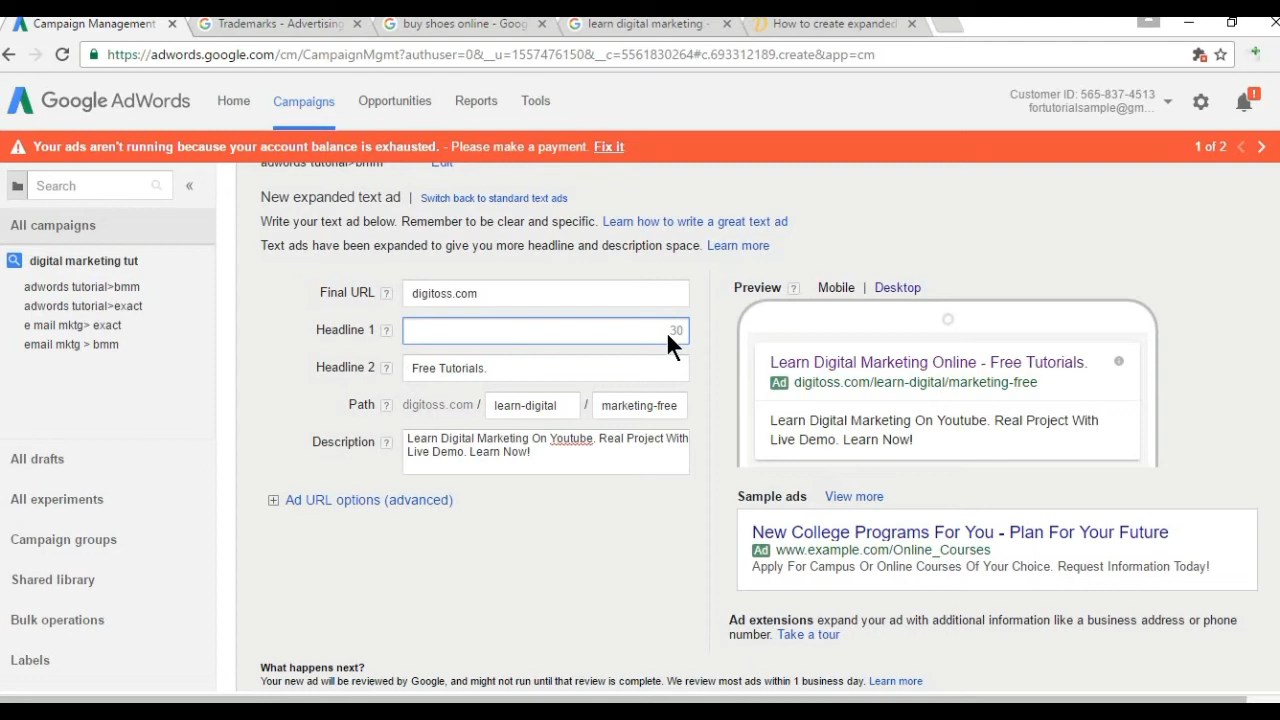 Campaign Management
Trademarks - Advertising
buy shoes online - Goog
learn digital marketing -
How to create expanded
https://adwords.google.com/cm/CampaignMgmt?authuser=0&__u=1557476150&__c=5561830264#c.693312189.create&app=cm
Google AdWords
Home
Campaigns
Opportunities
Reports
Tools
Customer ID: 565-837-4513
fortutorialsample@gm...
!
Your ads aren't running because your account balance is exhausted. - Please make a payment. Fix it
1 of 2
adwords tutorial>bmm Edit
Search
«
All campaigns
digital marketing tut
adwords tutorial>bmm
adwords tutorial>exact
e mail mktg> exact
email mktg > bmm
All drafts
All experiments
Campaign groups
Shared library
Bulk operations
Labels
New expanded text ad | Switch back to standard text ads
Write your text ad below. Remember to be clear and specific. Learn how to write a great text ad
Text ads have been expanded to give you more headline and description space. Learn more
Final URL ? digitoss.com
Headline 1 ? 30
Headline 2 ? Free Tutorials.
Path ? digitoss.com / learn-digital / marketing-free
Description ? Learn Digital Marketing On Youtube. Real Project With
Live Demo. Learn Now!
Ad URL options (advanced)
Preview ? Mobile | Desktop
Learn Digital Marketing Online - Free Tutorials.
Ad digitoss.com/learn-digital/marketing-free
Learn Digital Marketing On Youtube. Real Project With
Live Demo. Learn Now!
Sample ads View more
New College Programs For You - Plan For Your Future
Ad www.example.com/Online_Courses
Apply For Campus Or Online Courses Of Your Choice. Request Information Today!
Ad extensions expand your ad with additional information like a business address or phone
number. Take a tour
What happens next?
Your new ad will be reviewed by Google, and might not run until that review is complete. We review most ads within 1 business day. Learn more